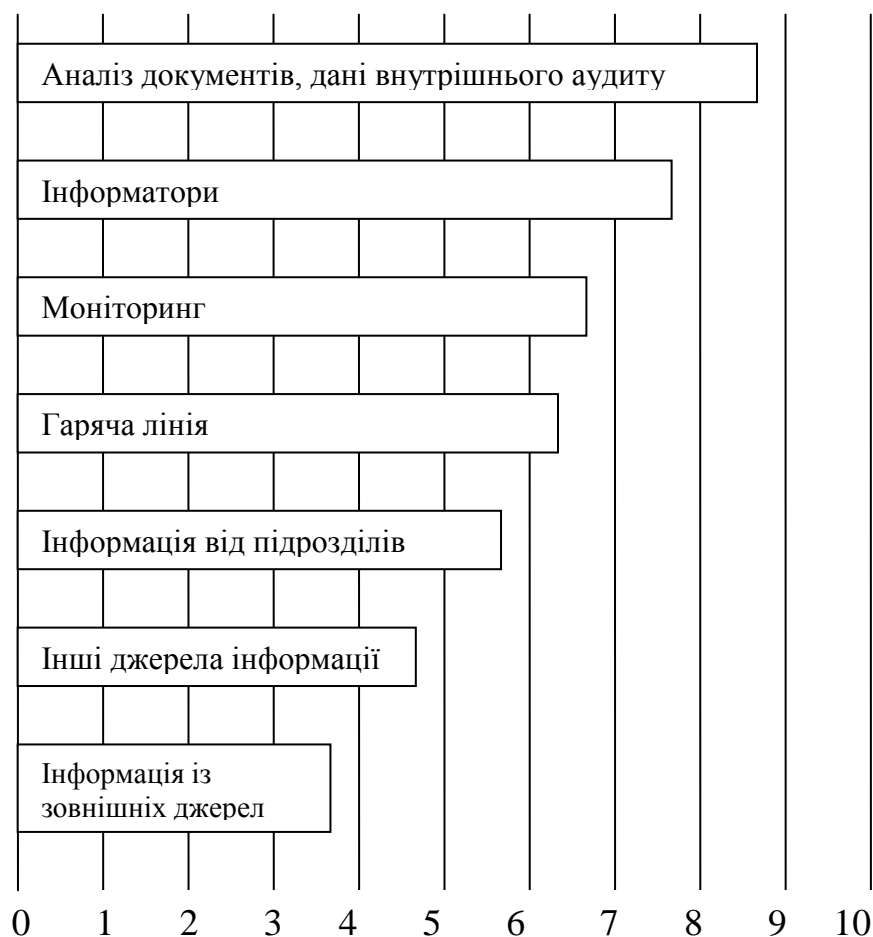 Аналіз документів, дані внутрішнього аудиту
Інформатори
Моніторинг
Гаряча лінія
Інформація від підрозділів
Інші джерела інформації
Інформація із
зовнішніх джерел
0 1 2 3 4 5 6 7 8 9 10